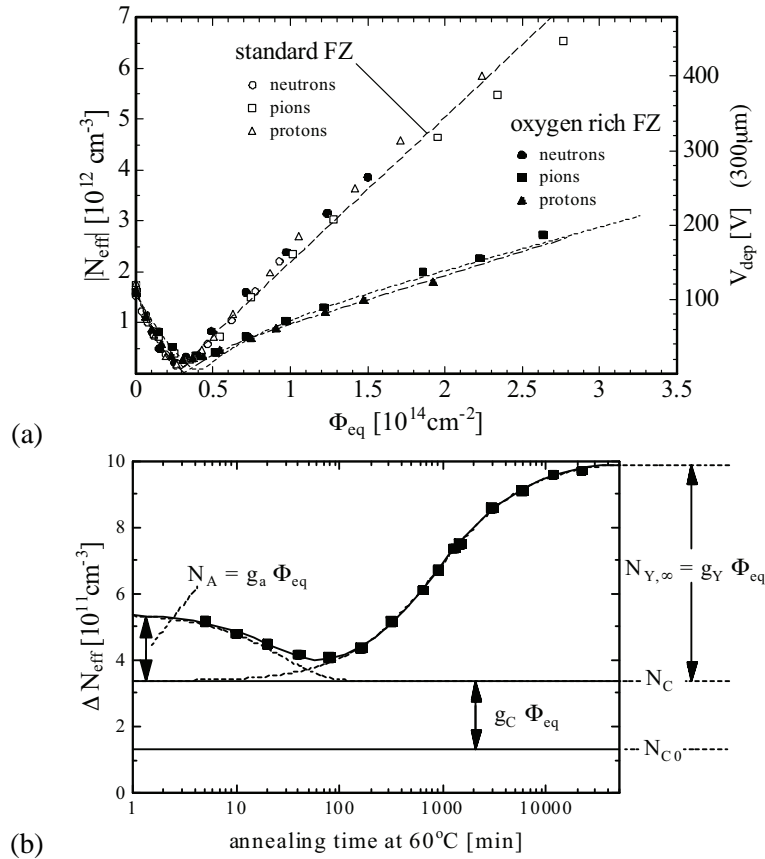 7
6
5
4
3
2
1
|N_eff| [10^12 cm^-3]
standard FZ
neutrons
pions
protons
oxygen rich FZ
neutrons
pions
protons
400
300
200
100
V_dep [V] (300μm)
0 0.5 1 1.5 2 2.5 3 3.5
Φ_eq [10^14 cm^-2]
(a)
10
8
6
4
2
0
Δ N_eff [10^11 cm^-3]
N_A = g_a Φ_eq
N_Y,∞ = g_Y Φ_eq
N_C
g_C Φ_eq
N_C0
1 10 100 1000 10000
annealing time at 60°C [min]
(b)